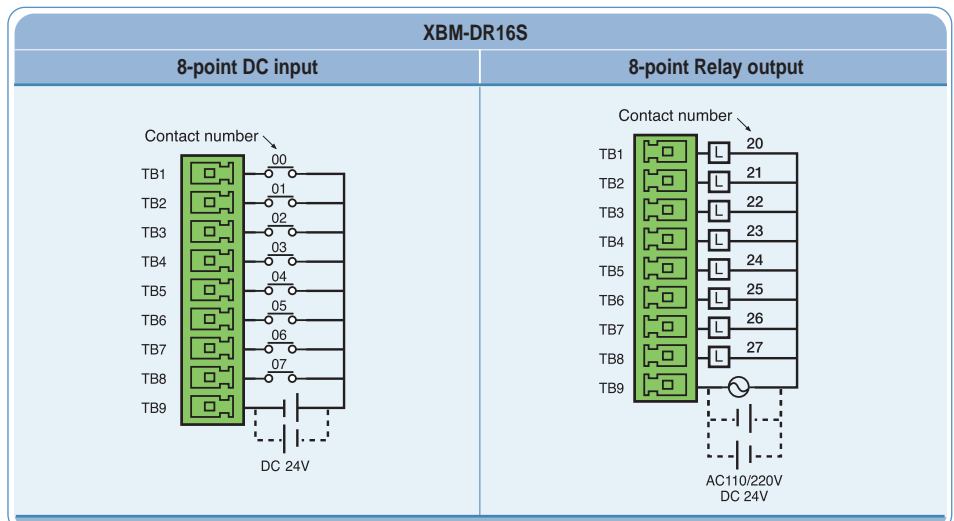 XBM-DR16S
8-point DC input
8-point Relay output
Contact number
00
TB1
01
TB2
02
TB3
03
TB4
04
TB5
05
TB6
06
TB7
07
TB8
TB9
DC 24V
Contact number
20
TB1
L
21
TB2
L
22
TB3
L
23
TB4
L
24
TB5
L
25
TB6
L
26
TB7
L
27
TB8
L
TB9
AC110/220V
DC 24V